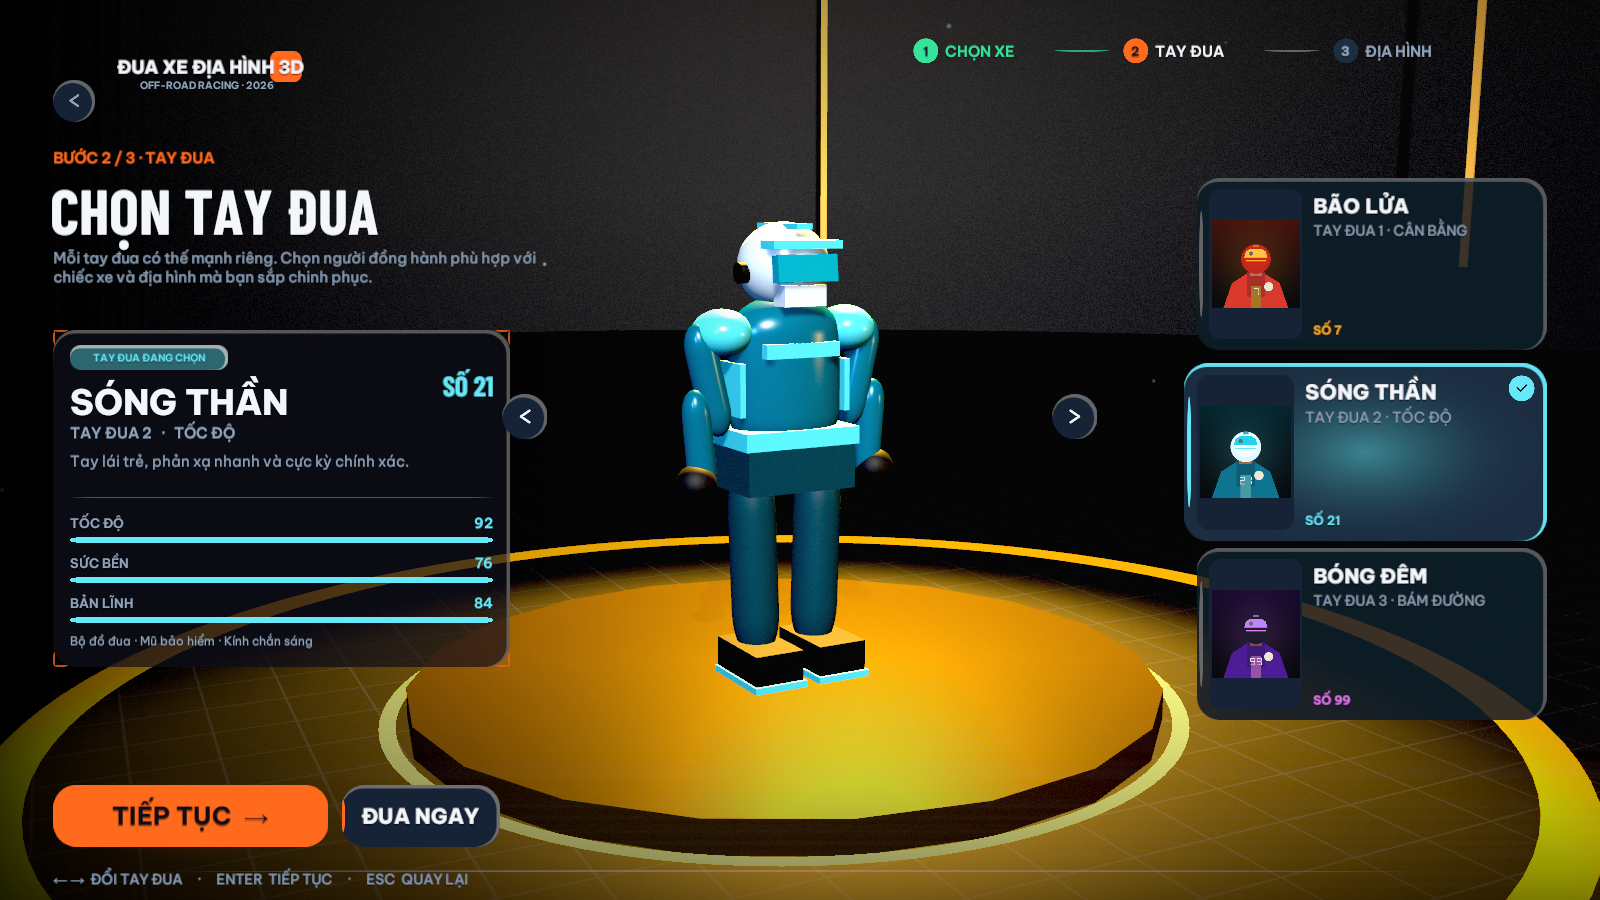 ĐUA XE ĐỊA HÌNH 3D
OFF-ROAD RACING · 2026
<
1 CHỌN XE
2 TAY ĐUA
3 ĐỊA HÌNH
BƯỚC 2 / 3 · TAY ĐUA
CHỌN TAY ĐUA
Mỗi tay đua có thế mạnh riêng. Chọn người đồng hành phù hợp với
chiếc xe và địa hình mà bạn sắp chinh phục.
TAY ĐUA ĐANG CHỌN
SÓNG THẦN
SỐ 21
TAY ĐUA 2 · TỐC ĐỘ
Tay lái trẻ, phản xạ nhanh và cực kỳ chính xác.
TỐC ĐỘ 92
SỨC BỀN 76
BẢN LĨNH 84
Bộ đồ đua · Mũ bảo hiểm · Kính chắn sáng
<
>
BÃO LỬA
TAY ĐUA 1 · CÂN BẰNG
7
SỐ 7
SÓNG THẦN
TAY ĐUA 2 · TỐC ĐỘ
21
SỐ 21
BÓNG ĐÊM
TAY ĐUA 3 · BÁM ĐƯỜNG
99
SỐ 99
TIẾP TỤC →
ĐUA NGAY
←→ ĐỔI TAY ĐUA · ENTER TIẾP TỤC · ESC QUAY LẠI